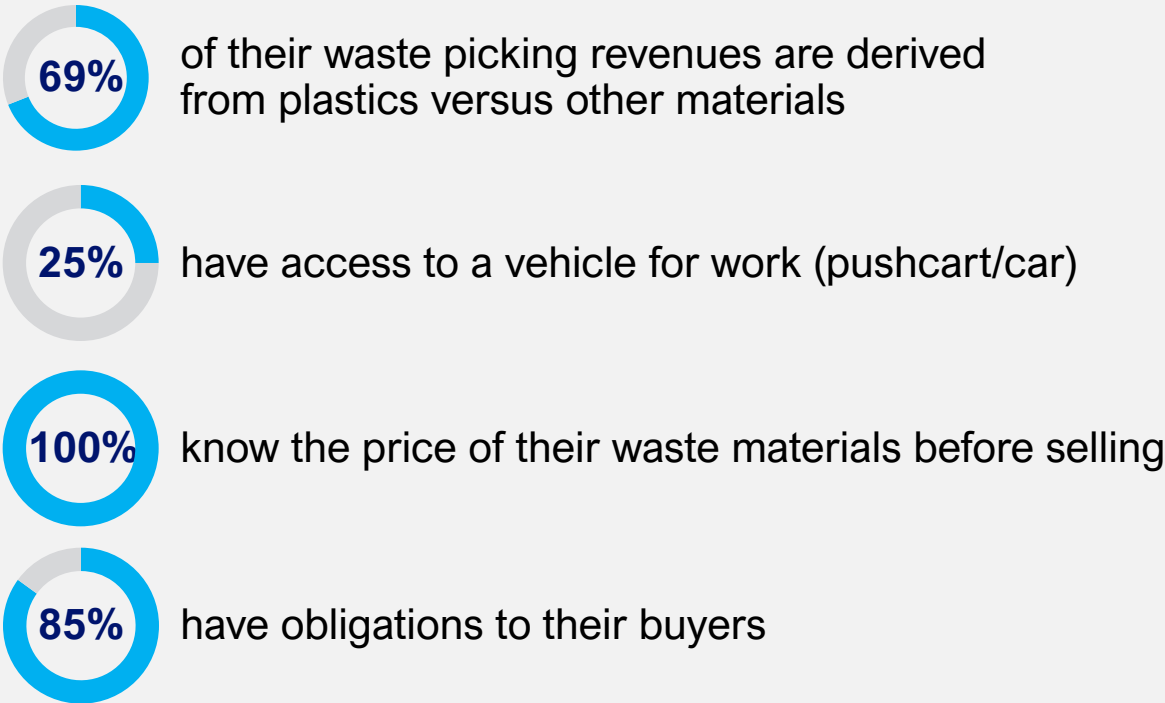 69%
of their waste picking revenues are derived
from plastics versus other materials
25%
have access to a vehicle for work (pushcart/car)
100%
know the price of their waste materials before selling
85%
have obligations to their buyers